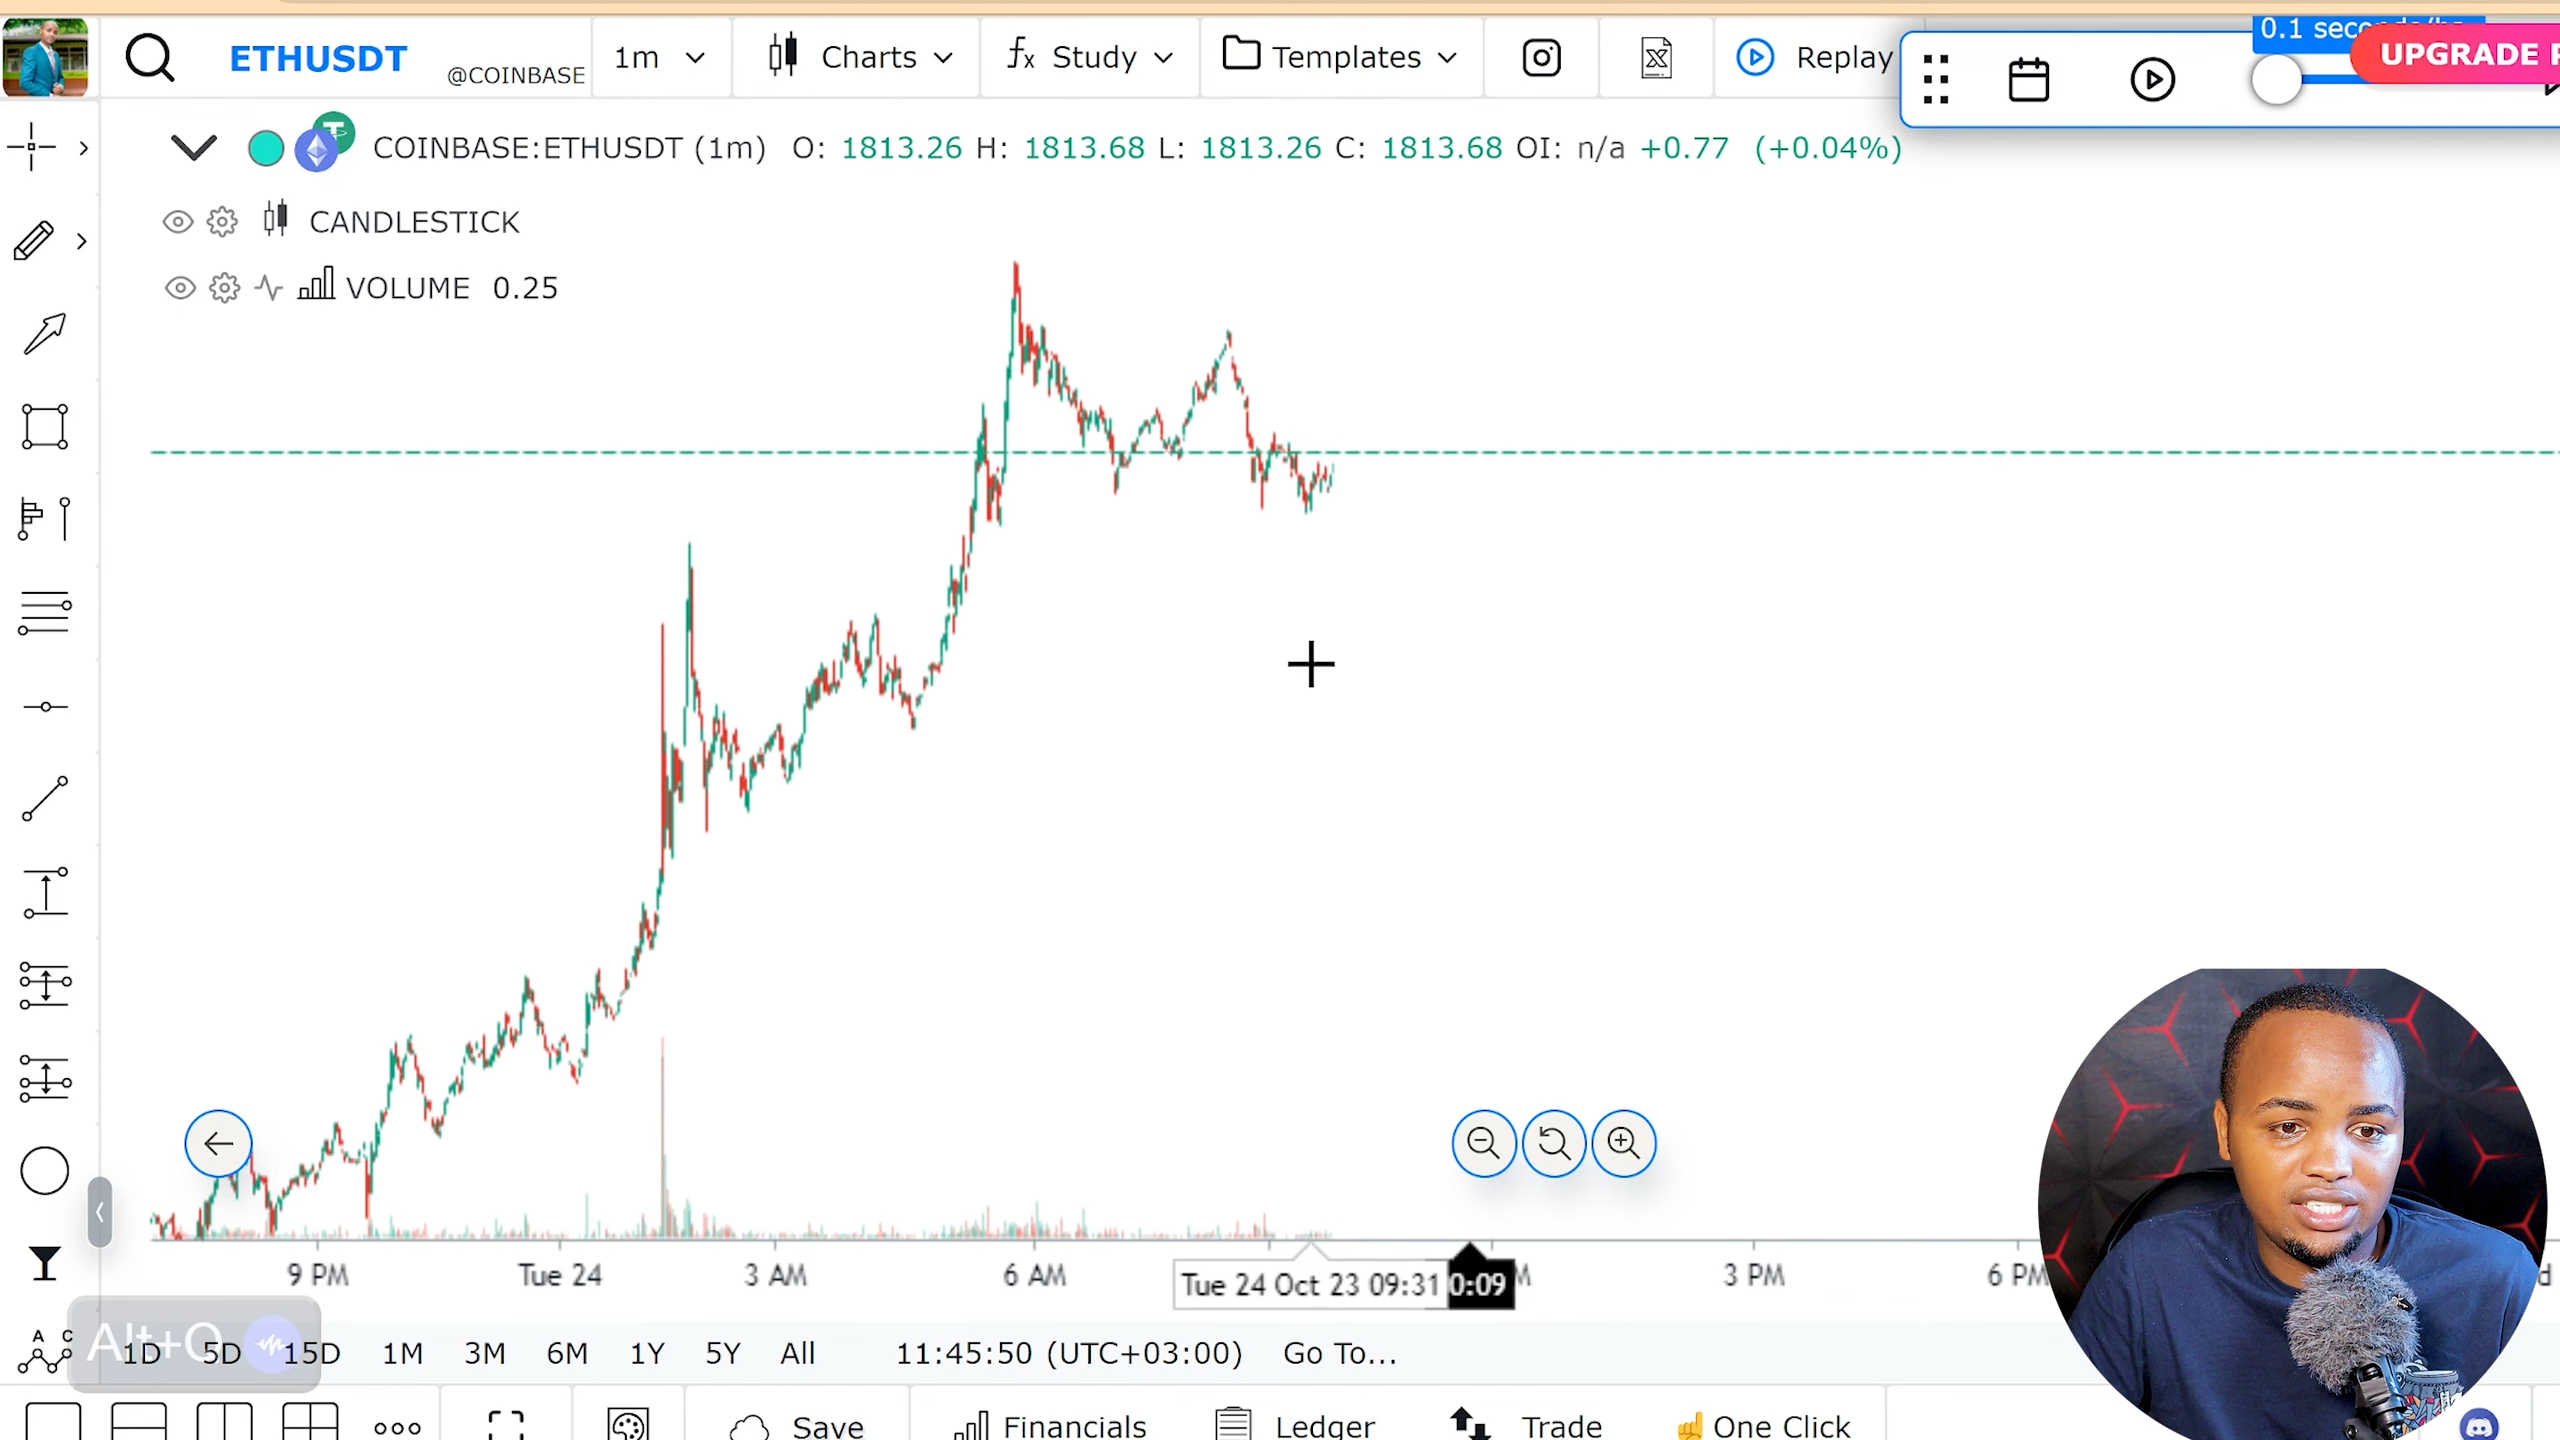 ETHUSDT @COINBASE 1m Charts fx Study Templates Replay
UPGRADE
COINBASE:ETHUSDT (1m) O: 1813.26 H: 1813.68 L: 1813.26 C: 1813.68 OI: n/a +0.77 (+0.04%)
CANDLESTICK
VOLUME 0.25
9 PM Tue 24 3 AM 6 AM Tue 24 Oct 23 09:31 0:09 3 PM 6 PM
A C
Alt+Q
1D 5D 15D 1M 3M 6M 1Y 5Y All 11:45:50 (UTC+03:00) Go To...
Save Financials Ledger Trade One Click